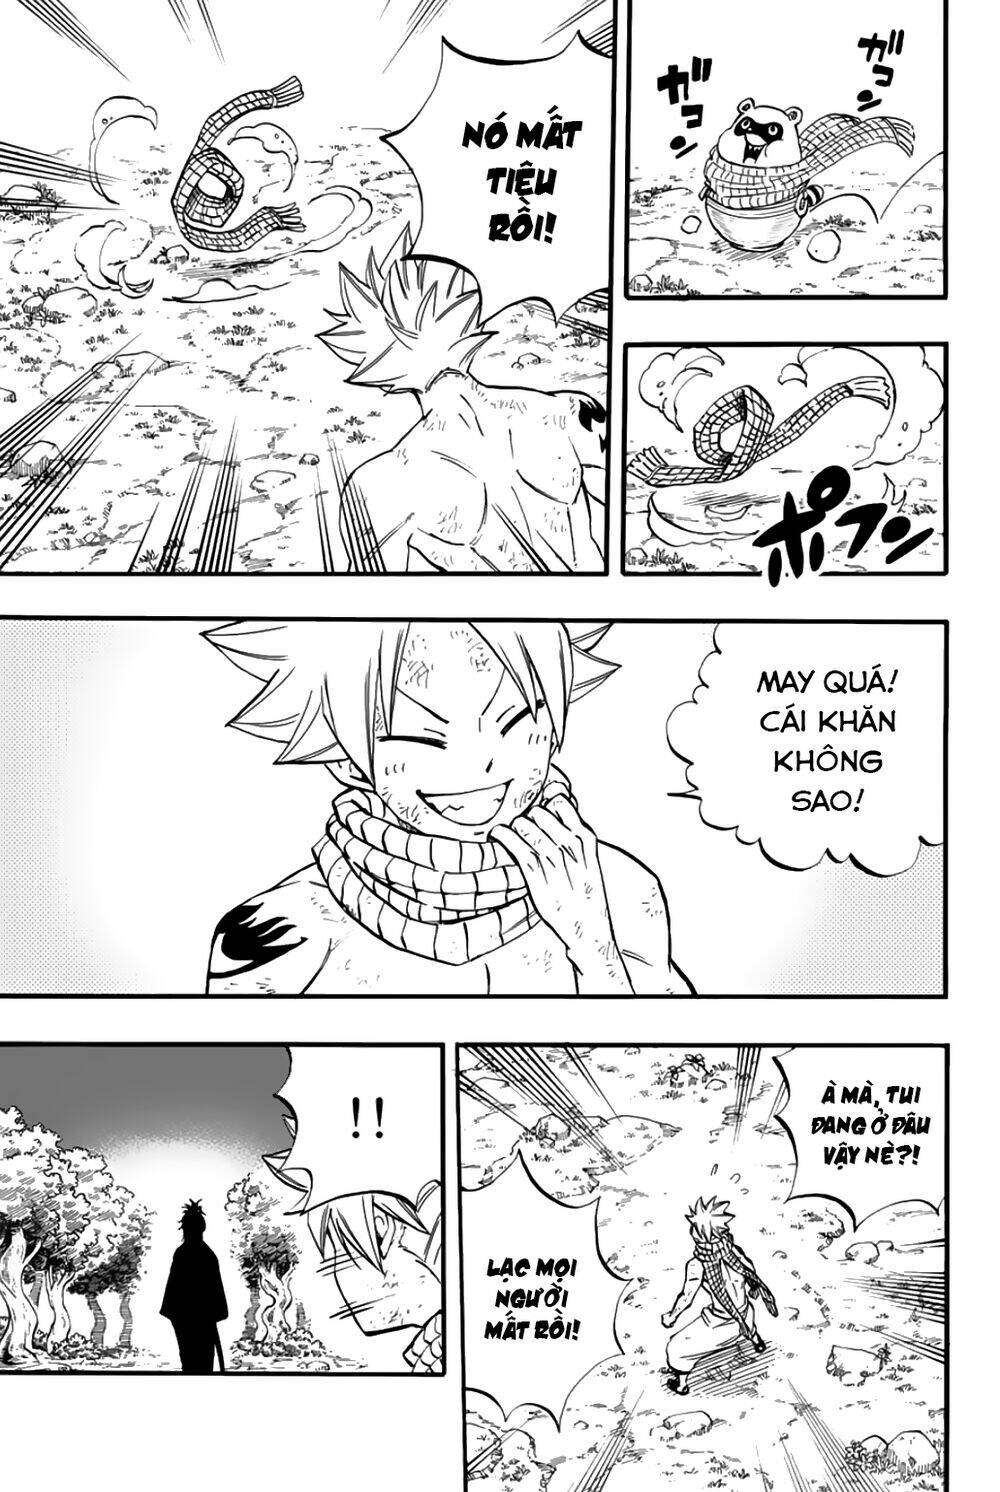 ガコン
ガコン
ポフン
NÓ MẤT
TIÊU
RỒI!
MAY QUÁ!
CÁI KHĂN
KHÔNG
SAO!
À MÀ, TUI
ĐANG Ở ĐÂU
VẬY NÈ?!
LẠC MỌI
NGƯỜI
MẤT RỒI!
!!